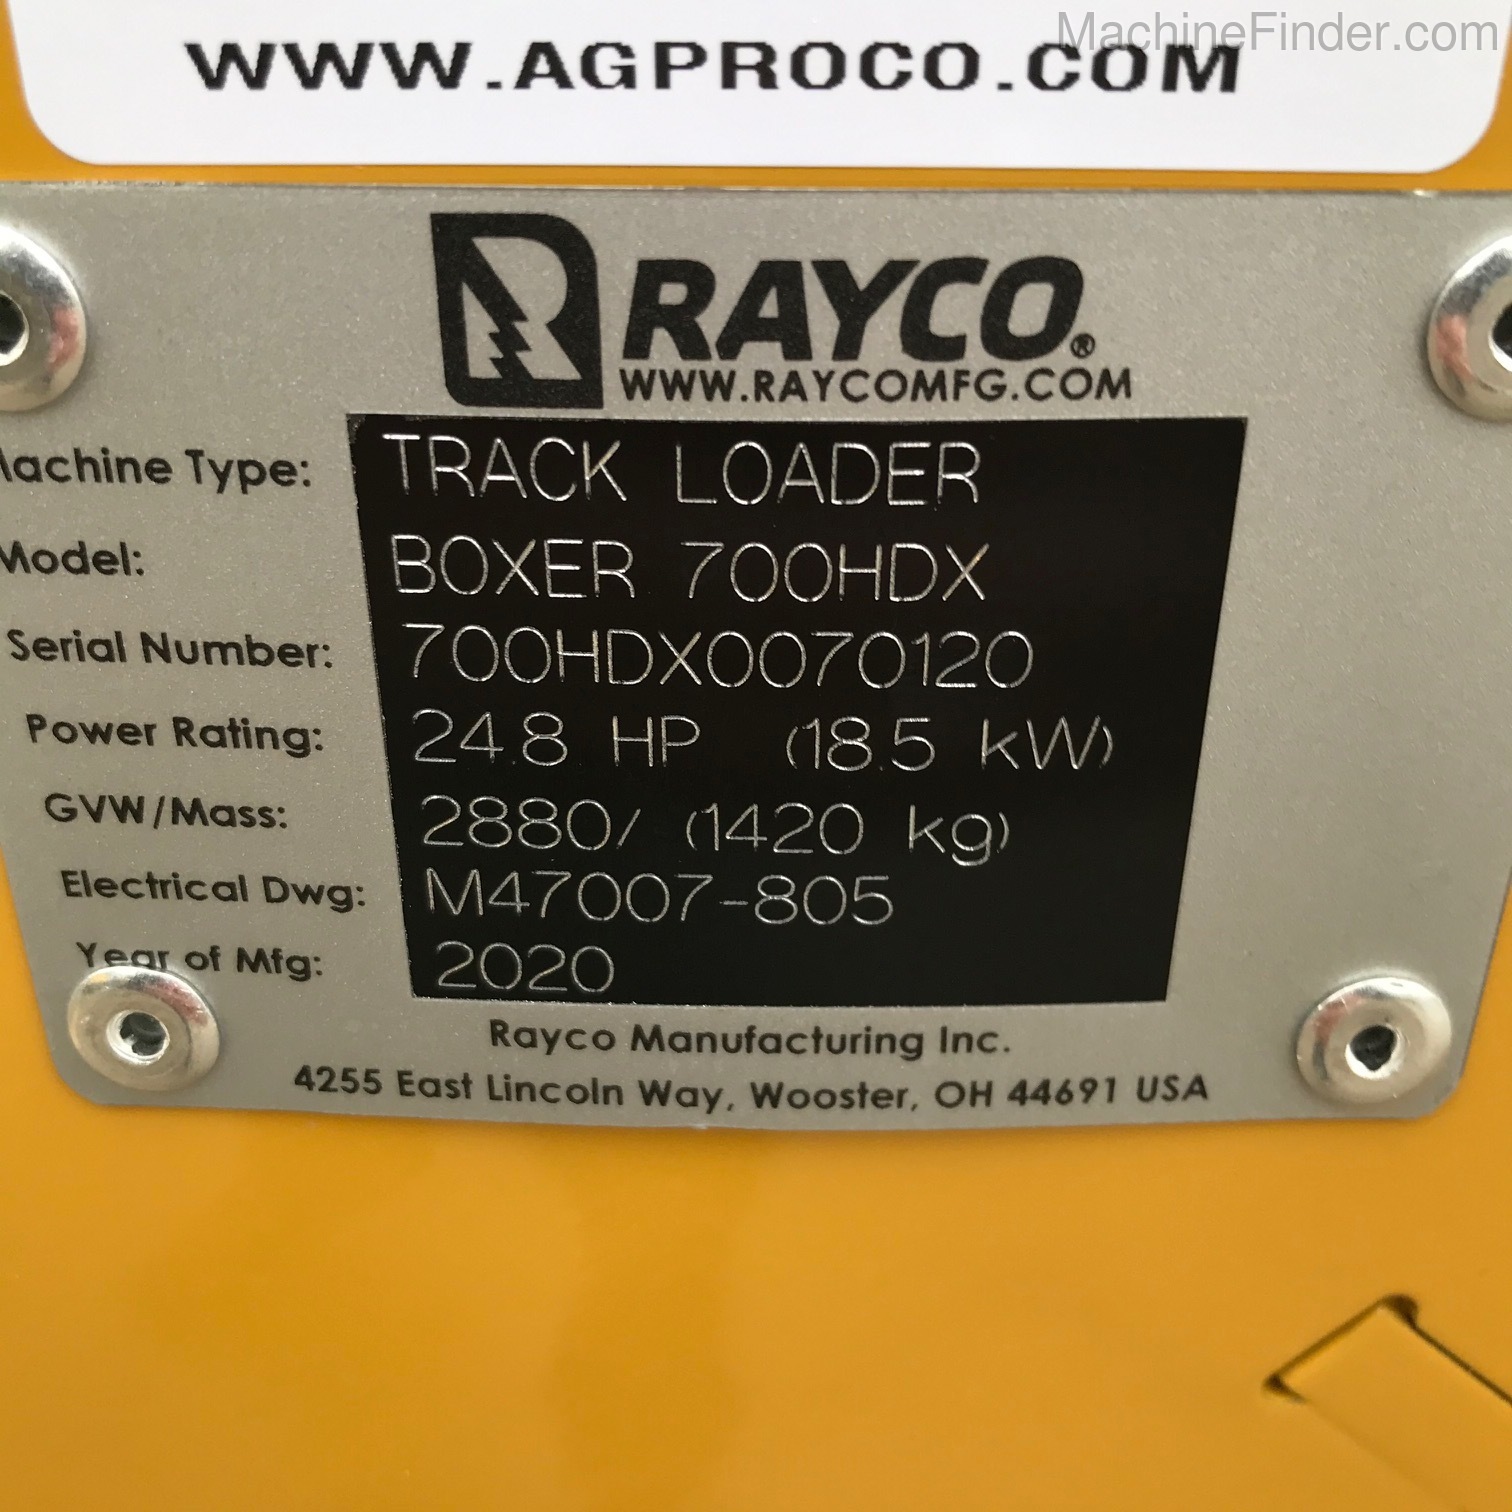 MachineFinder.com
WWW.AGPROCO.COM
RAYCO®
WWW.RAYCOMFG.COM
Machine Type: TRACK LOADER
Model: BOXER 700HDX
Serial Number: 700HDX0070120
Power Rating: 24.8 HP (18.5 kW)
GVW/Mass: 2880/ (1420 kg)
Electrical Dwg: M47007-805
Year of Mfg: 2020
Rayco Manufacturing Inc.
4255 East Lincoln Way, Wooster, OH 44691 USA